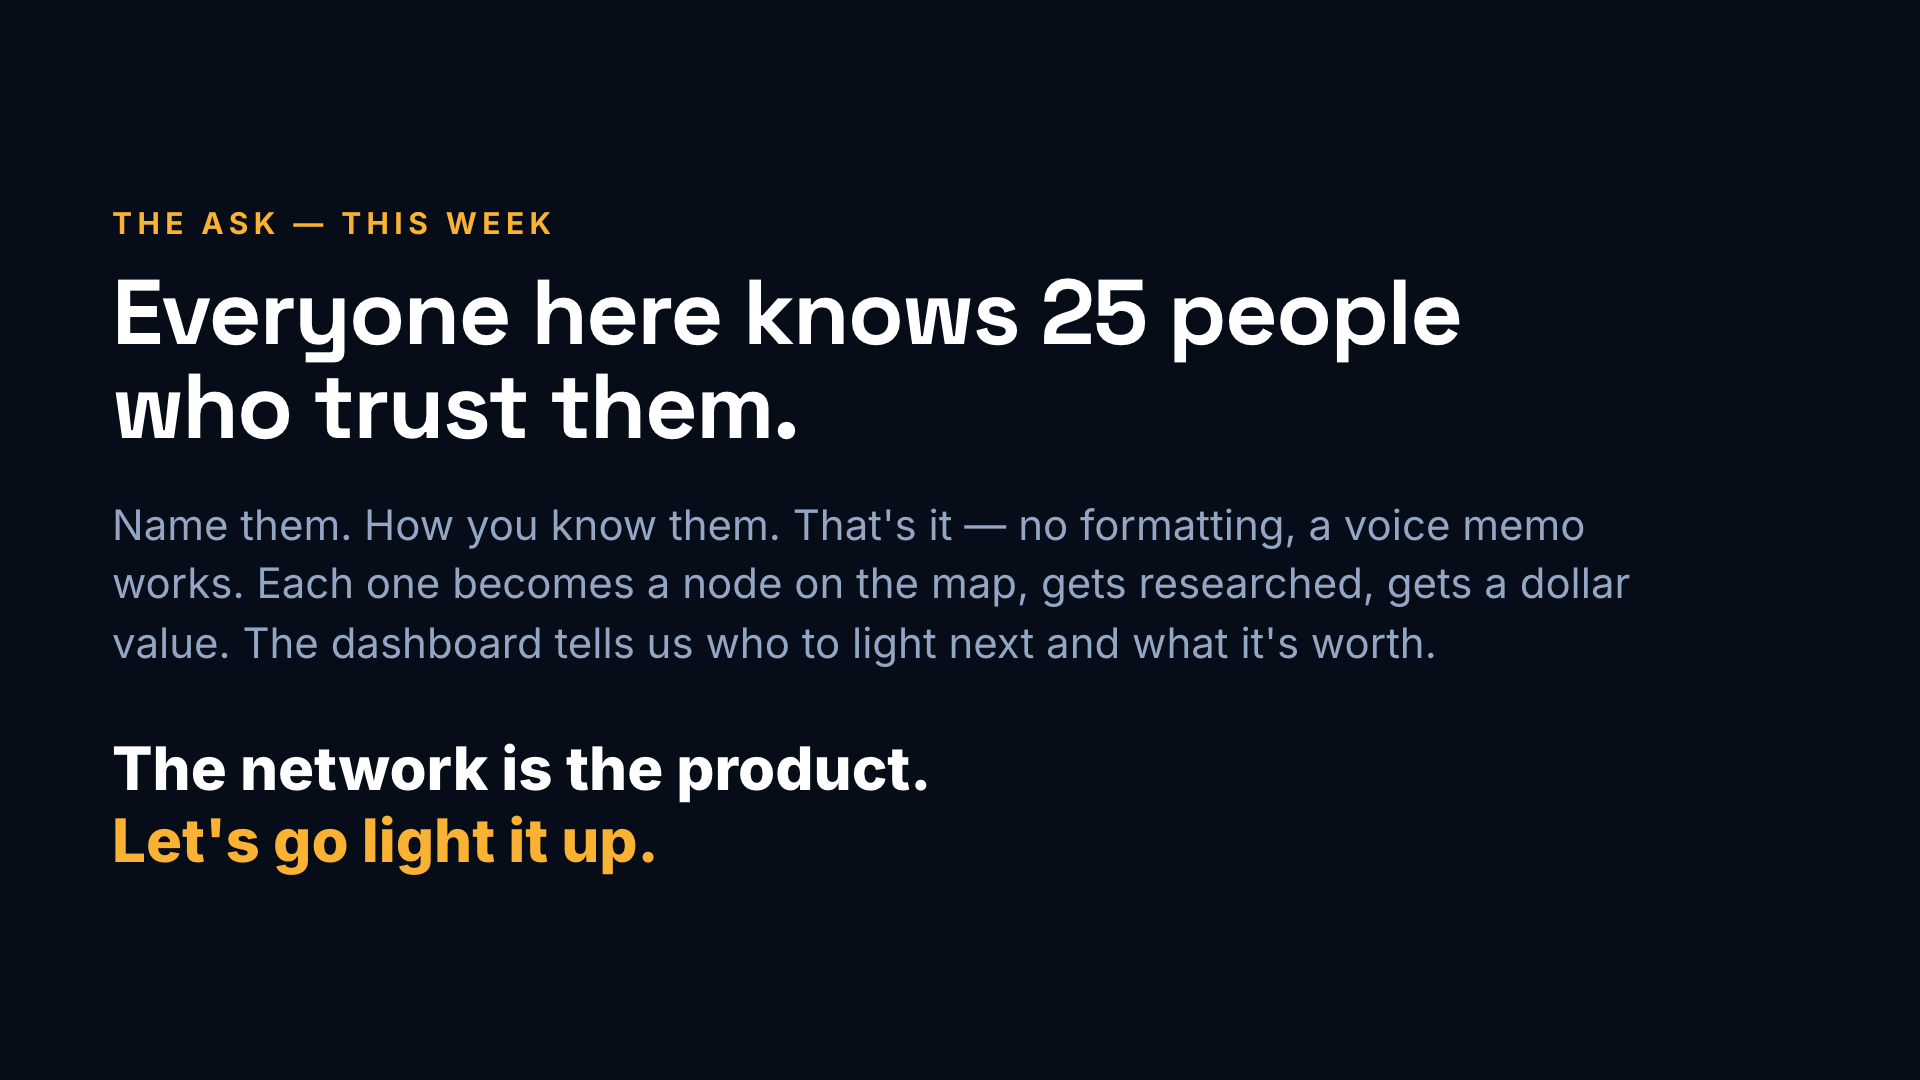 THE ASK — THIS WEEK
Everyone here knows 25 people
who trust them.
Name them. How you know them. That's it — no formatting, a voice memo
works. Each one becomes a node on the map, gets researched, gets a dollar
value. The dashboard tells us who to light next and what it's worth.
The network is the product.
Let's go light it up.